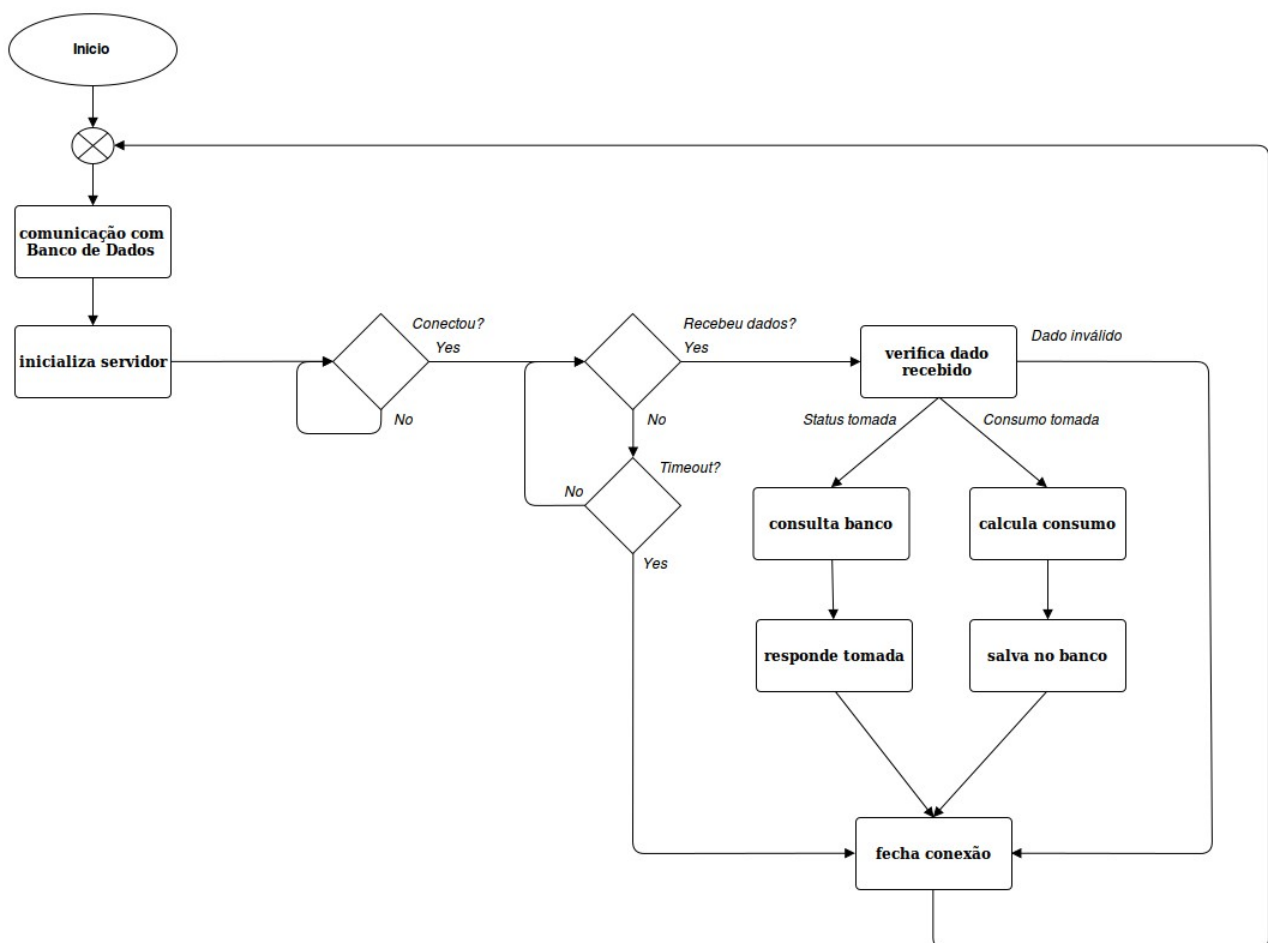 Inicio
comunicação com
Banco de Dados
inicializa servidor
Conectou?
Yes
No
Recebeu dados?
Yes
No
Timeout?
No
Yes
verifica dado
recebido
Dado inválido
Status tomada
Consumo tomada
consulta banco
calcula consumo
responde tomada
salva no banco
fecha conexão